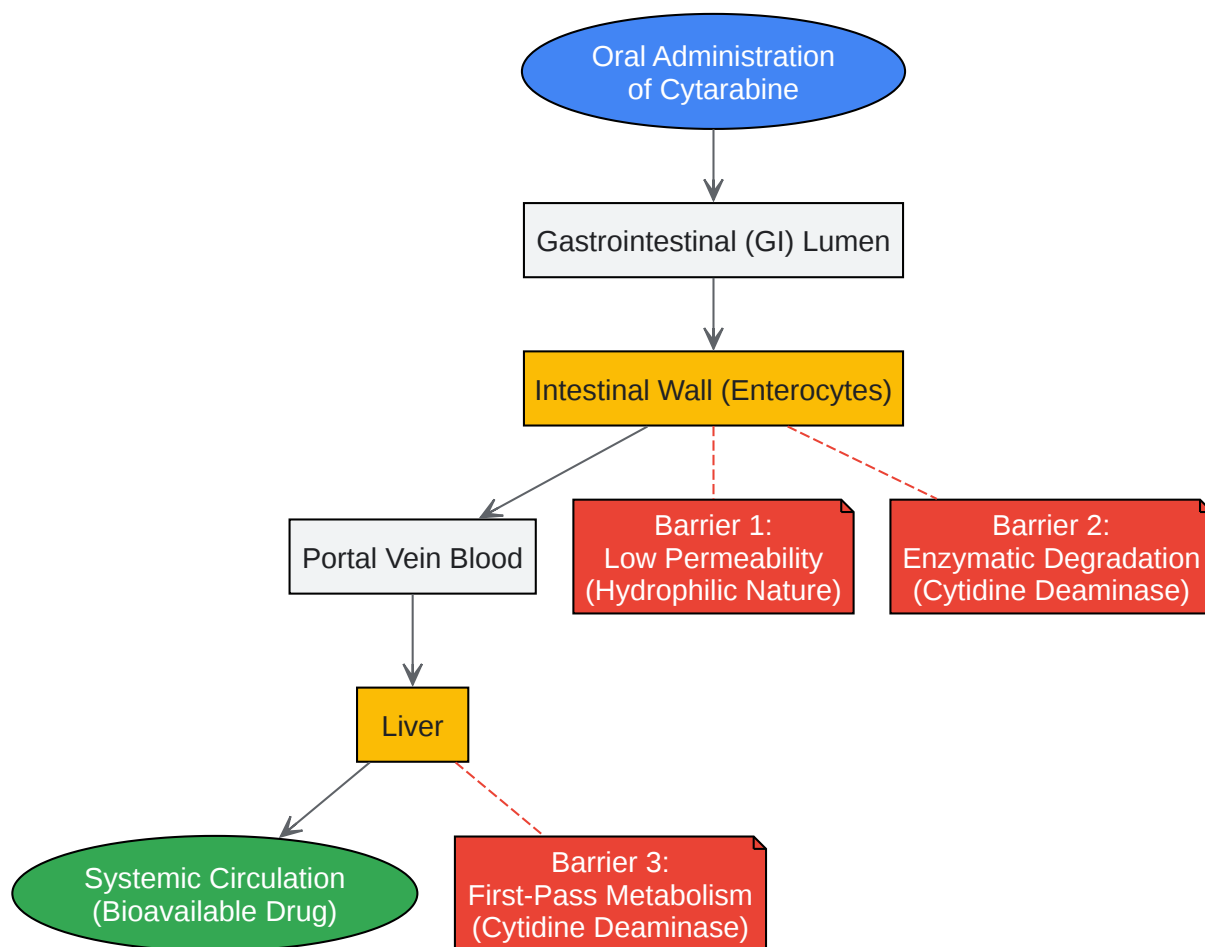 Oral Administration
of Cytarabine
Gastrointestinal (GI) Lumen
Intestinal Wall (Enterocytes)
Portal Vein Blood
Barrier 1:
Low Permeability
(Hydrophilic Nature)
Barrier 2:
Enzymatic Degradation
(Cytidine Deaminase)
Liver
Systemic Circulation
(Bioavailable Drug)
Barrier 3:
First-Pass Metabolism
(Cytidine Deaminase)